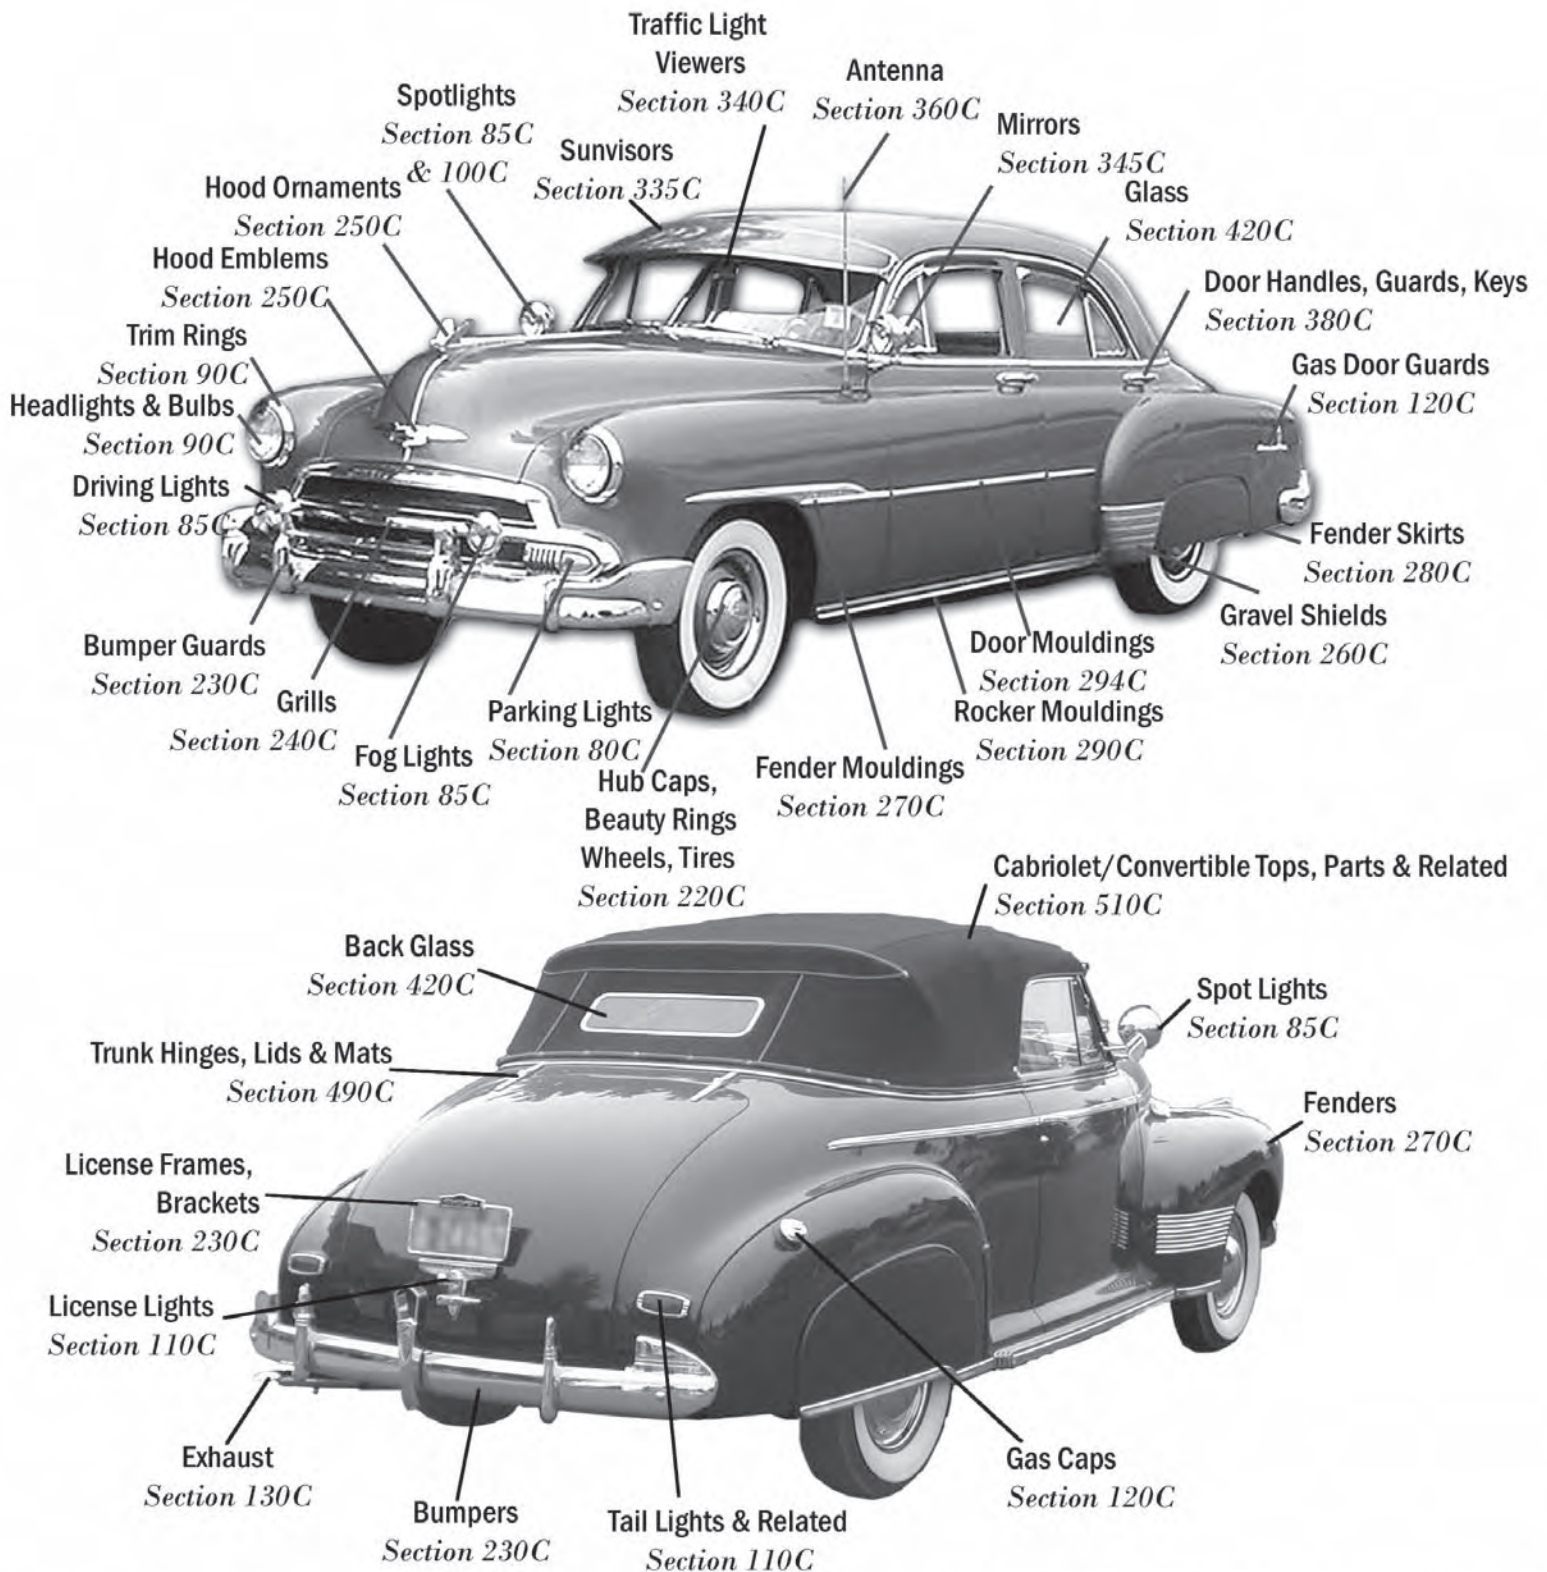 Traffic Light
Viewers
Section 340C
Antenna
Section 360C
Spotlights
Section 85C
& 100C
Mirrors
Section 345C
Sunvisors
Section 335C
Hood Ornaments
Section 250C
Glass
Section 420C
Hood Emblems
Section 250C
Door Handles, Guards, Keys
Section 380C
Trim Rings
Section 90C
Gas Door Guards
Section 120C
Headlights & Bulbs
Section 90C
Driving Lights
Section 85C
Fender Skirts
Section 280C
Gravel Shields
Section 260C
Bumper Guards
Section 230C
Door Mouldings
Section 294C
Grills
Section 240C
Parking Lights
Section 80C
Rocker Mouldings
Section 290C
Fog Lights
Section 85C
Hub Caps,
Beauty Rings
Wheels, Tires
Section 220C
Fender Mouldings
Section 270C
Cabriolet/Convertible Tops, Parts & Related
Section 510C
Back Glass
Section 420C
Spot Lights
Section 85C
Trunk Hinges, Lids & Mats
Section 490C
Fenders
Section 270C
License Frames,
Brackets
Section 230C
License Lights
Section 110C
Exhaust
Section 130C
Gas Caps
Section 120C
Bumpers
Section 230C
Tail Lights & Related
Section 110C